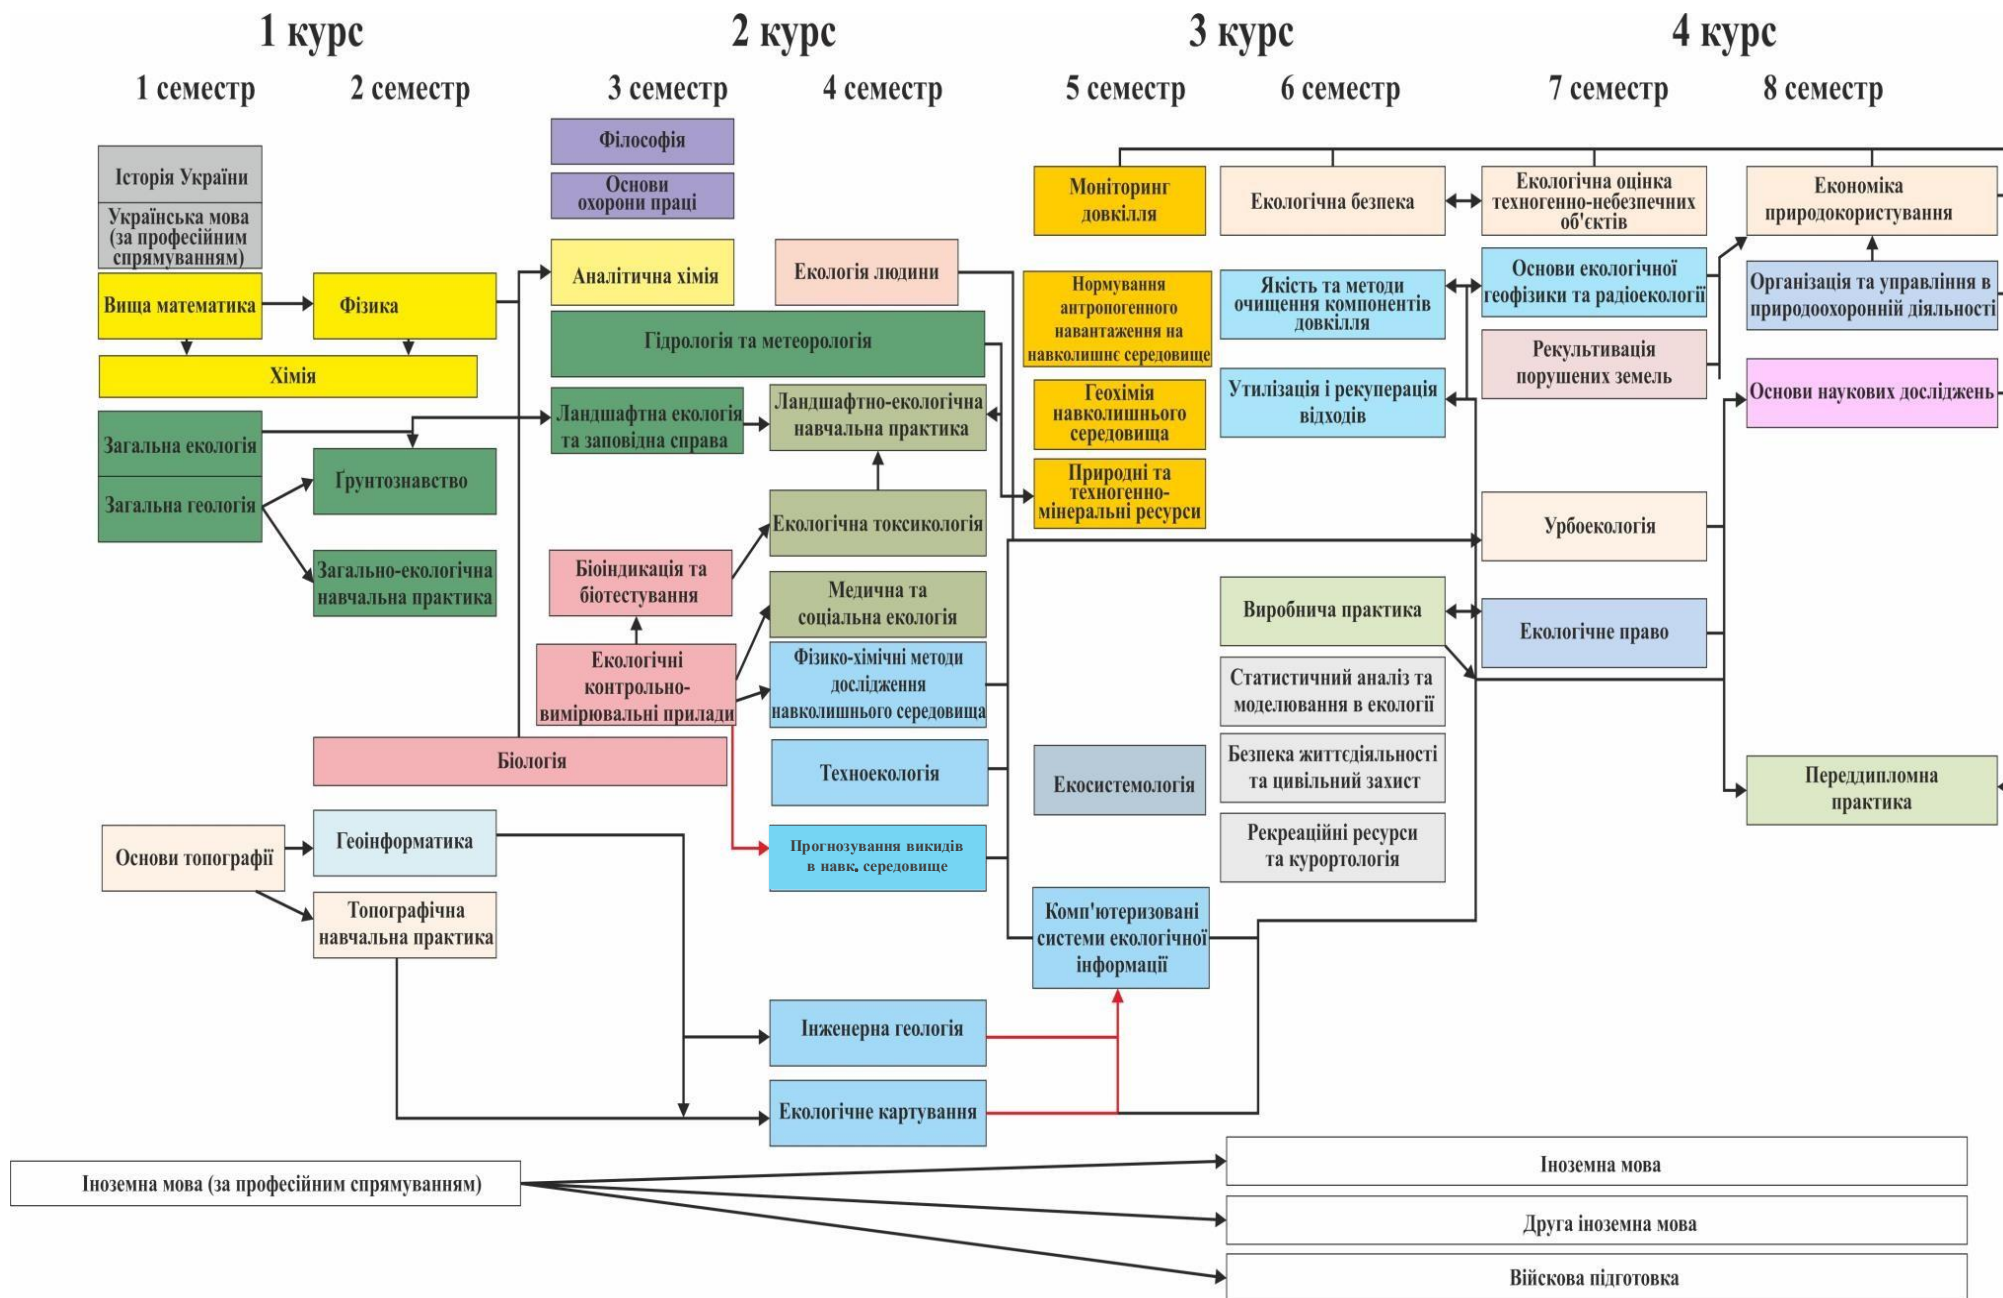 1 курс
2 курс
3 курс
4 курс
1 семестр
2 семестр
3 семестр
4 семестр
5 семестр
6 семестр
7 семестр
8 семестр
Історія України
Українська мова
(за професійним
спрямуванням)
Вища математика
Фізика
Хімія
Загальна екологія
Загальна геологія
Ґрунтознавство
Загально-екологічна
навчальна практика
Біологія
Основи топографії
Геоінформатика
Топографічна
навчальна практика
Філософія
Основи
охорони праці
Аналітична хімія
Екологія людини
Гідрологія та метеорологія
Ландшафтна екологія
та заповідна справа
Ландшафтно-екологічна
навчальна практика
Екологічна токсикологія
Біоіндикація та
біотестування
Медична та
соціальна екологія
Екологічні
контрольно-
вимірювальні прилади
Фізико-хімічні методи
дослідження
навколишнього середовища
Техноекологія
Прогнозування викидів
в навк. середовище
Інженерна геологія
Екологічне картування
Моніторинг
довкілля
Нормування
антропогенного
навантаження на
навколишнє середовище
Геохімія
навколишнього
середовища
Природні та
техногенно-
мінеральні ресурси
Екосистемологія
Комп'ютеризовані
системи екологічної
інформації
Екологічна безпека
Якість та методи
очищення компонентів
довкілля
Утилізація і рекуперація
відходів
Виробнича практика
Статистичний аналіз та
моделювання в екології
Безпека життєдіяльності
та цивільний захист
Рекреаційні ресурси
та курортологія
Екологічна оцінка
техногенно-небезпечних
об'єктів
Основи екологічної
геофізики та радіоекології
Рекультивація
порушених земель
Урбоекологія
Екологічне право
Економіка
природокористування
Організація та управління в
природоохоронній діяльності
Основи наукових досліджень
Переддипломна
практика
Іноземна мова (за професійним спрямуванням)
Іноземна мова
Друга іноземна мова
Військова підготовка